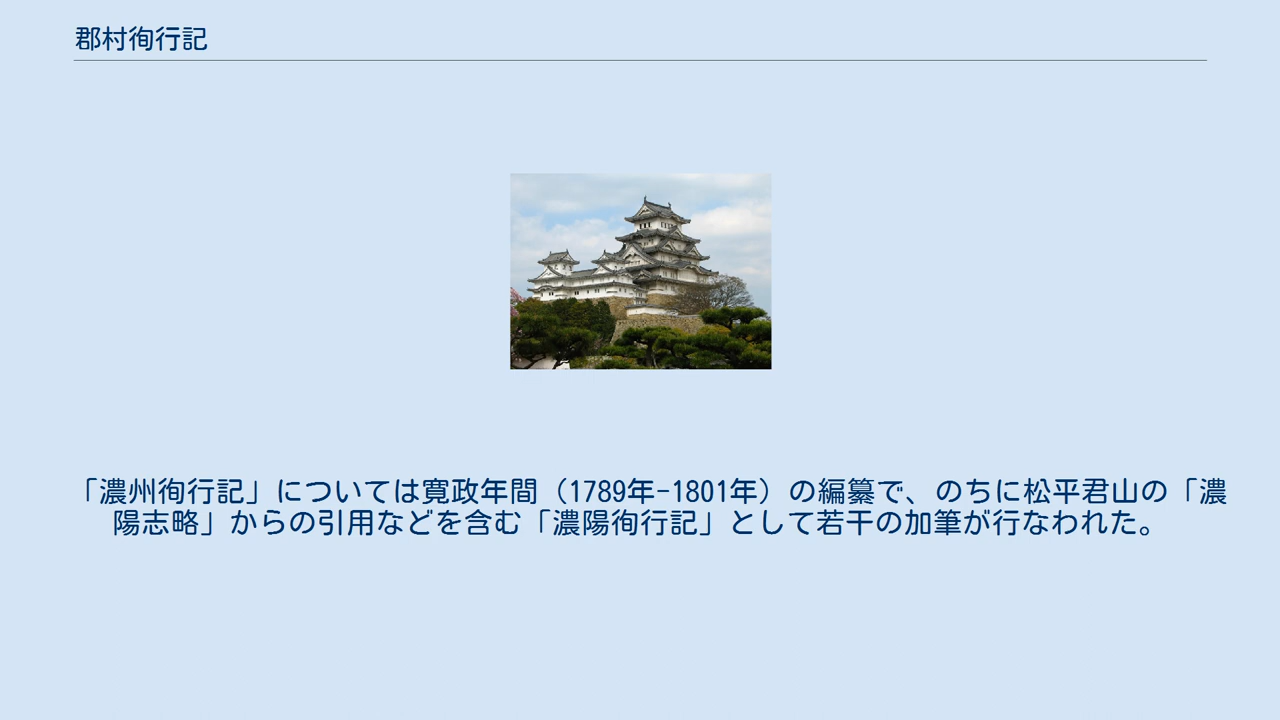 郡村徇行記
「濃州徇行記」については寛政年間（1789年-1801年）の編纂で、のちに松平君山の「濃
陽志略」からの引用などを含む「濃陽徇行記」として若干の加筆が行なわれた。